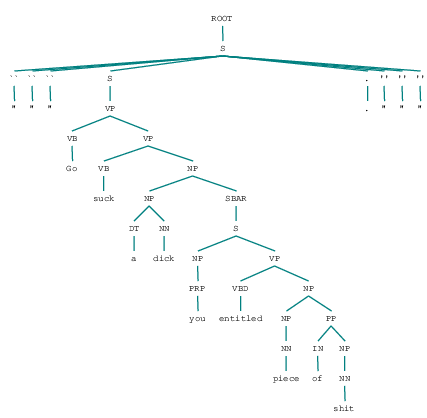 ROOT
S
`` `` `` S . '' '' ''
" " " VP . " " "
VB VP
Go VB NP
suck NP SBAR
DT NN S
a dick NP VP
PRP VBD NP
you entitled NP PP
NN IN NP
piece of NN
shit